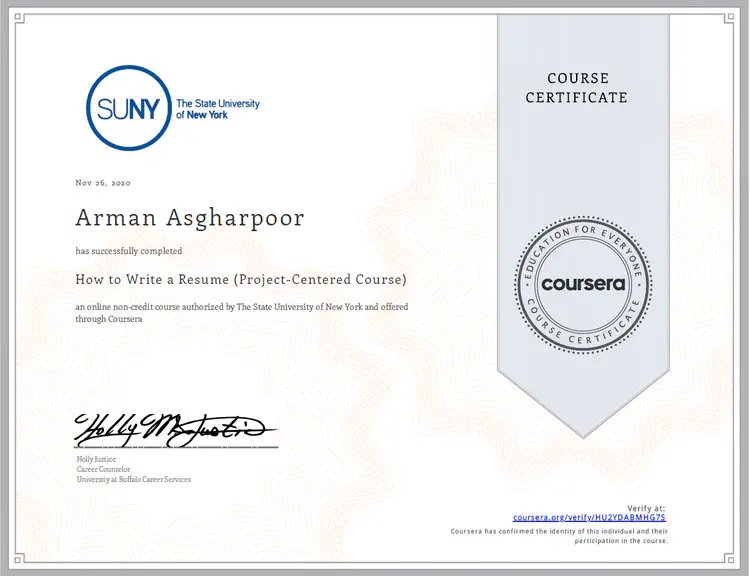 SUNY The State University
of New York
COURSE
CERTIFICATE
Nov 26, 2020
Arman Asgharpoor
has successfully completed
How to Write a Resume (Project-Centered Course)
an online non-credit course authorized by The State University of New York and offered
through Coursera
EDUCATION FOR EVERYONE
coursera
COURSE CERTIFICATE
Holly M Justice
Holly Justice
Career Counselor
University at Buffalo Career Services
Verify at:
coursera.org/verify/HU2YDABMHG7S
Coursera has confirmed the identity of this individual and their
participation in the course.